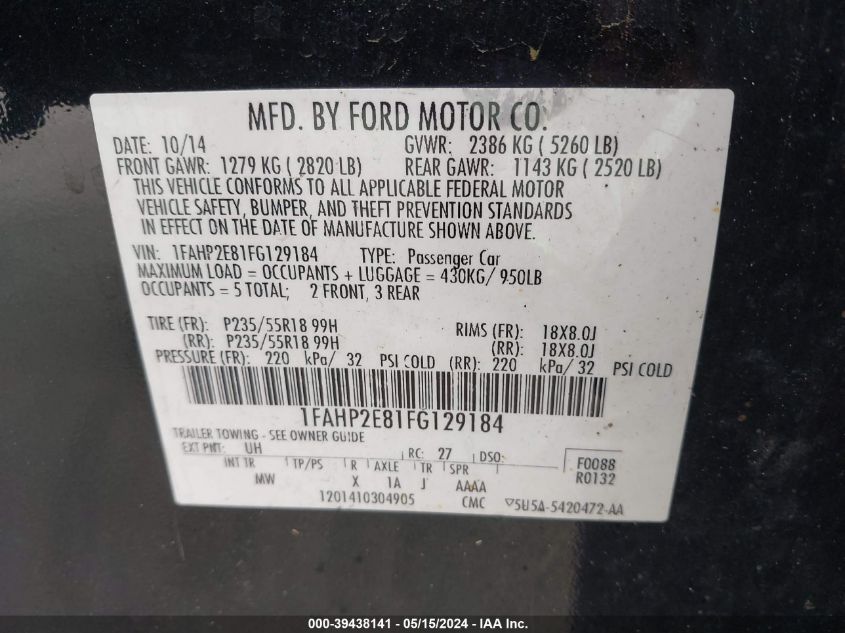 MFD. BY FORD MOTOR CO.
DATE: 10/14 GVWR: 2386 KG ( 5260 LB)
FRONT GAWR: 1279 KG ( 2820 LB) REAR GAWR: 1143 KG ( 2520 LB)
THIS VEHICLE CONFORMS TO ALL APPLICABLE FEDERAL MOTOR
VEHICLE SAFETY, BUMPER, AND THEFT PREVENTION STANDARDS
IN EFFECT ON THE DATE OF MANUFACTURE SHOWN ABOVE.
VIN: 1FAHP2E81FG129184 TYPE: Passenger Car
MAXIMUM LOAD = OCCUPANTS + LUGGAGE = 430KG/ 950LB
OCCUPANTS = 5 TOTAL; 2 FRONT, 3 REAR
TIRE (FR): P235/55R18 99H RIMS (FR): 18X8.0J
(RR): P235/55R18 99H (RR): 18X8.0J
PRESSURE (FR): 220 kPa/ 32 PSI COLD (RR): 220 kPa/ 32 PSI COLD
1FAHP2E81FG129184
TRAILER TOWING - SEE OWNER GUIDE
EXT PNT: UH RC: 27 DSO: F0088
INT TR TP/PS R AXLE TR SPR R0132
MW X 1A J AAAA
1201410304905 CMC 5U5A-5420472-AA
000-39438141 - 05/15/2024 - IAA Inc.